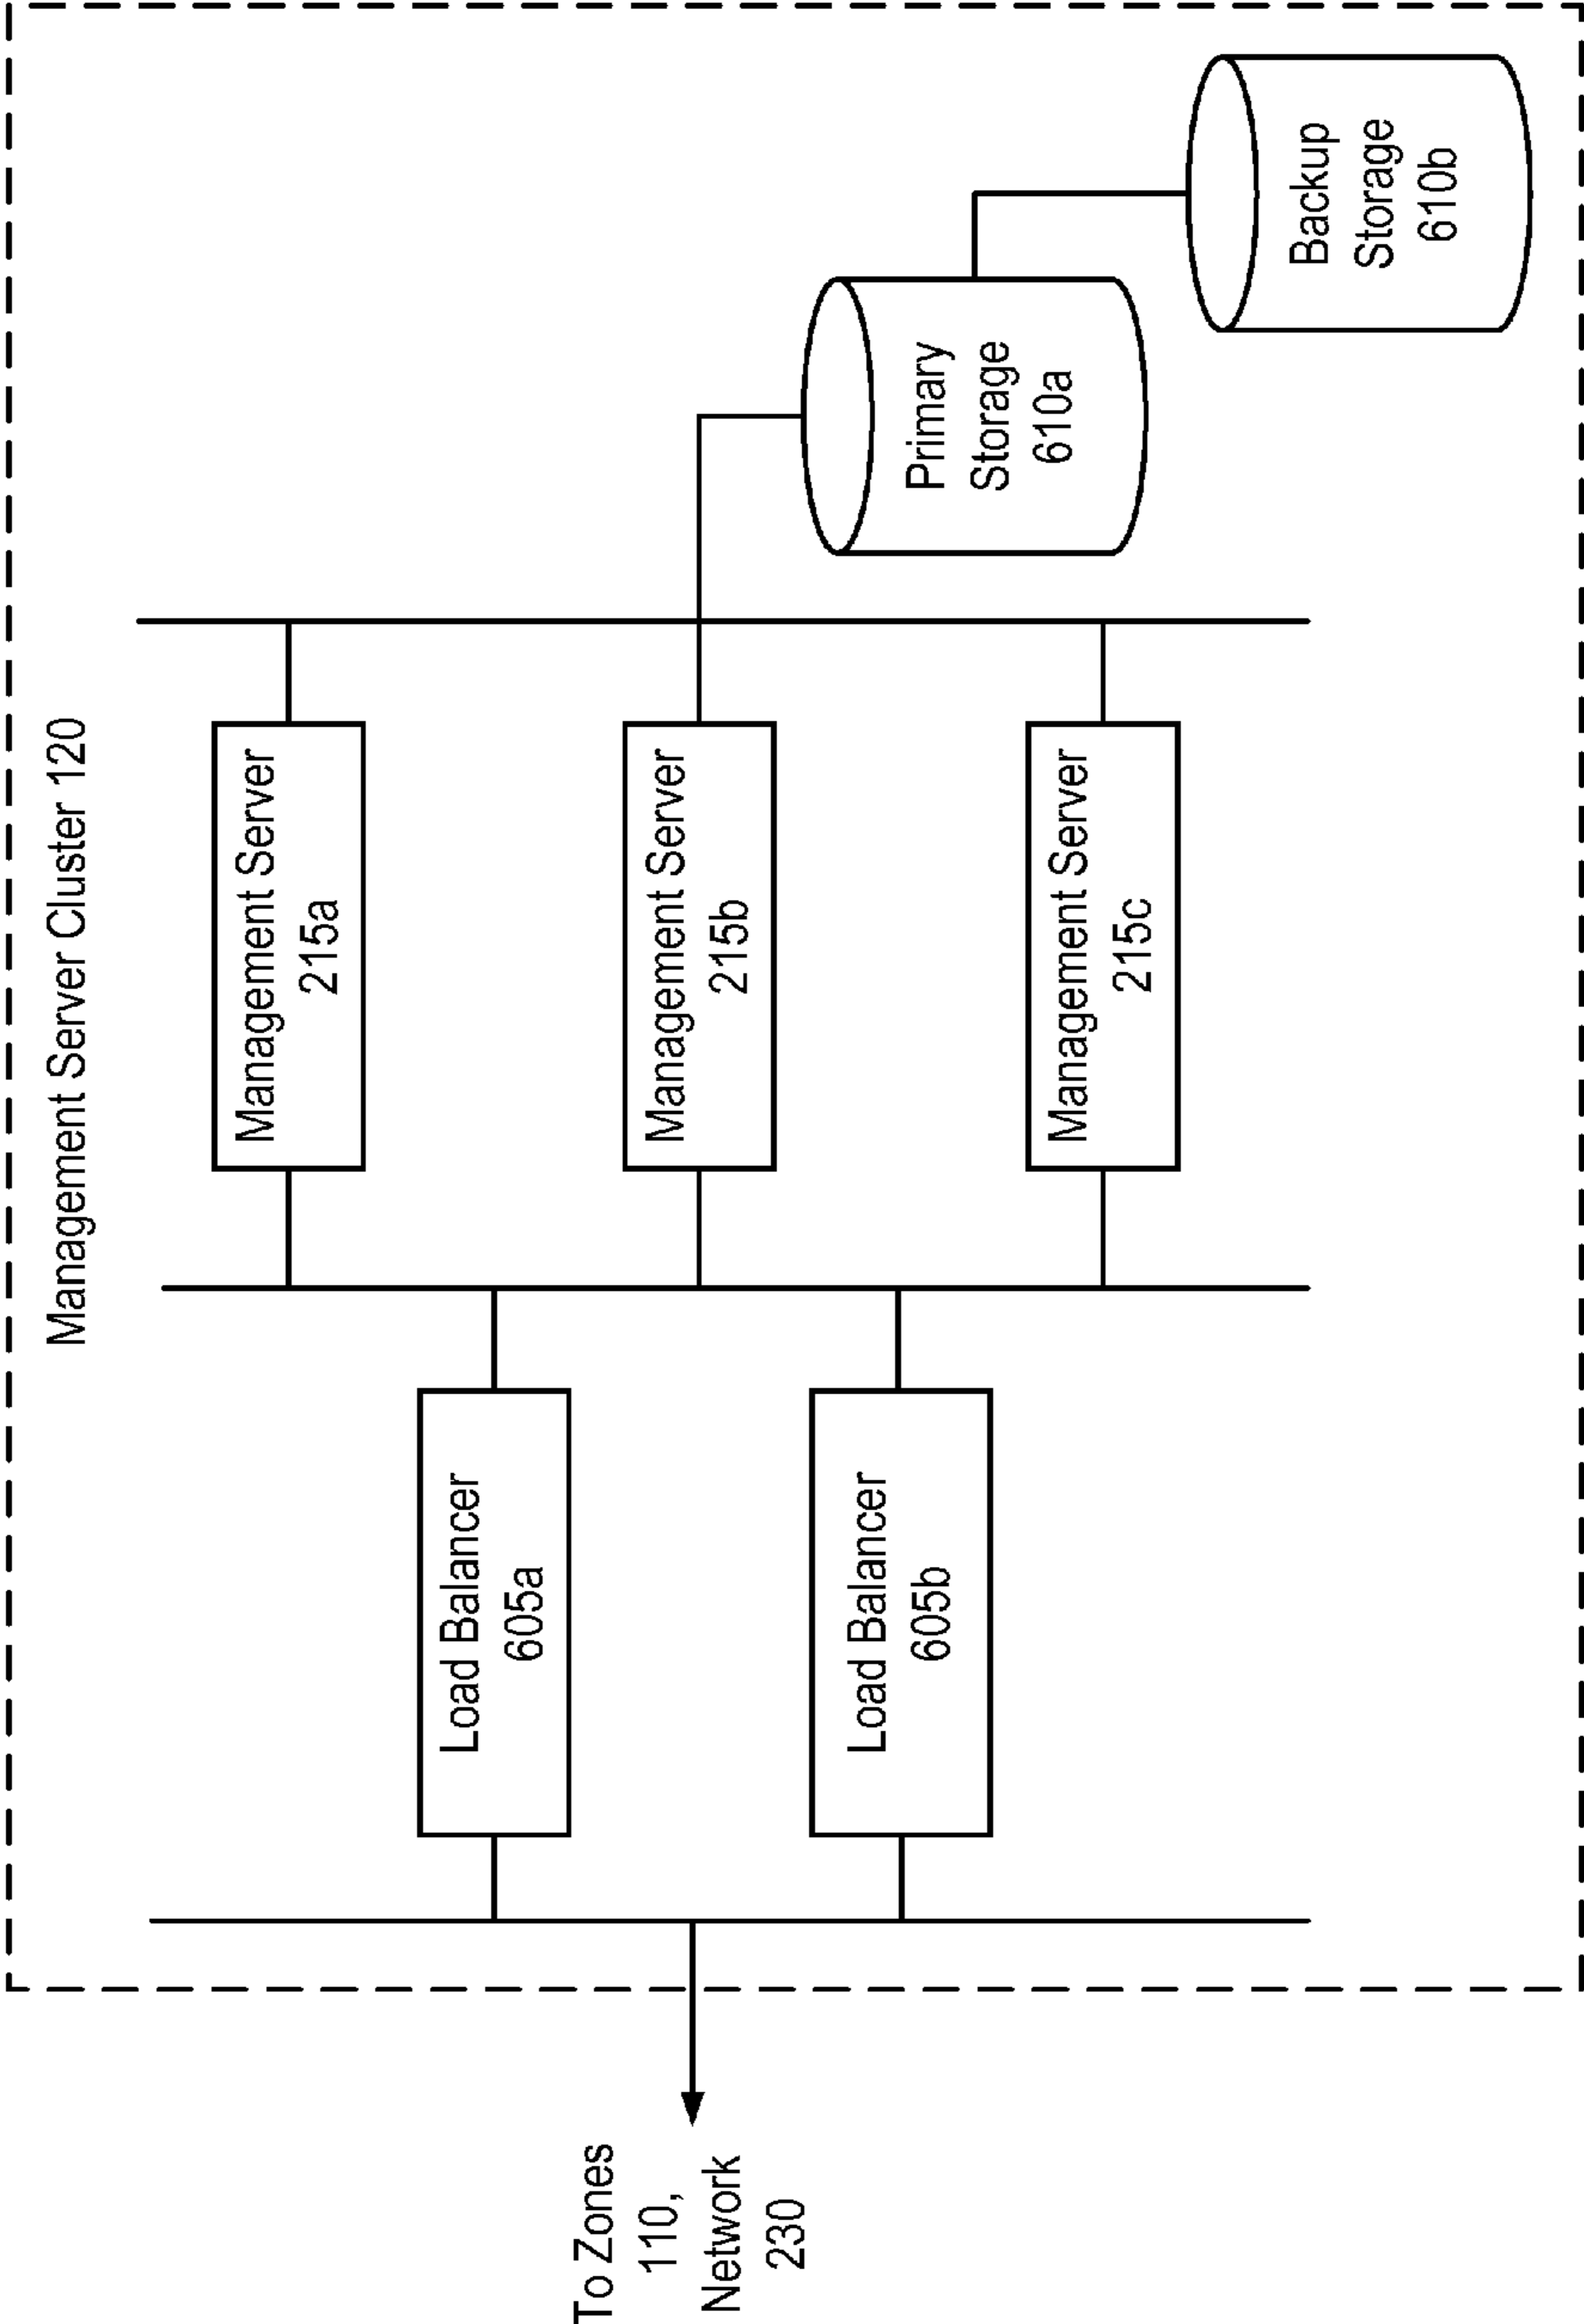 Management Server Cluster 120
To Zones
110,
Network
230
Load Balancer
605a
Load Balancer
605b
Management Server
215a
Management Server
215b
Management Server
215c
Primary
Storage
610a
Backup
Storage
610b